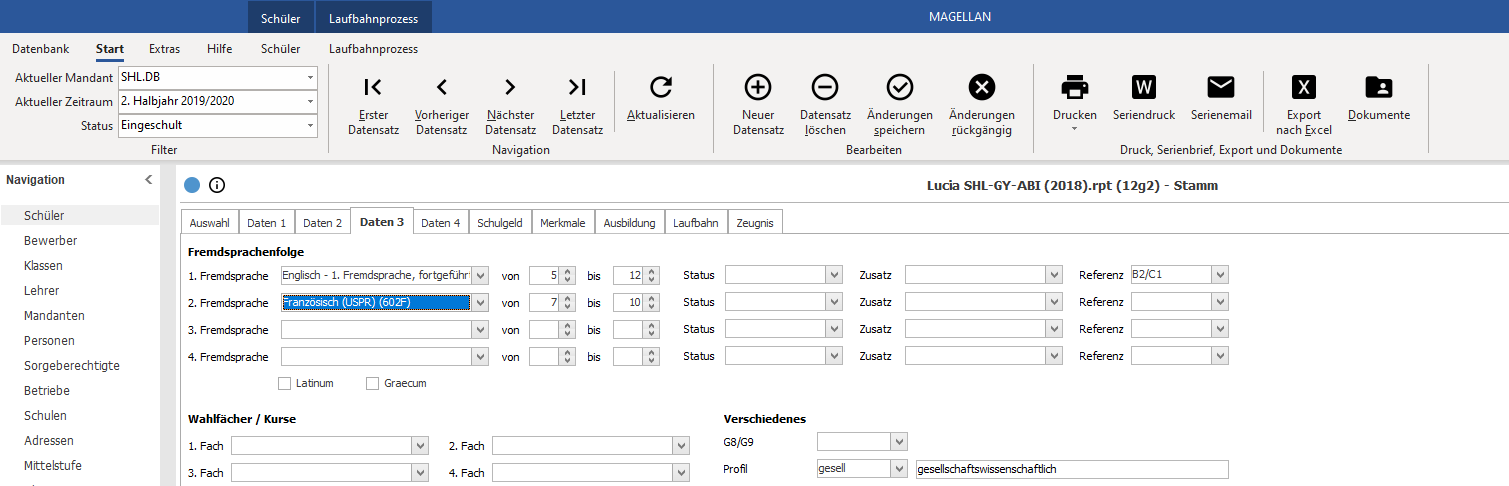 Schüler Laufbahnprozess MAGELLAN
Datenbank Start Extras Hilfe Schüler Laufbahnprozess
Aktueller Mandant SHL.DB
Aktueller Zeitraum 2. Halbjahr 2019/2020
Status Eingeschult
Filter
Erster Datensatz
Vorheriger Datensatz
Nächster Datensatz
Letzter Datensatz
Aktualisieren
Navigation
Neuer Datensatz
Datensatz löschen
Änderungen speichern
Änderungen rückgängig
Bearbeiten
Drucken
Seriendruck
Serienemail
Export nach Excel
Dokumente
Druck, Serienbrief, Export und Dokumente
Navigation
Schüler
Bewerber
Klassen
Lehrer
Mandanten
Personen
Sorgeberechtigte
Betriebe
Schulen
Adressen
Mittelstufe
Lucia SHL-GY-ABI (2018).rpt (12g2) - Stamm
Auswahl Daten 1 Daten 2 Daten 3 Daten 4 Schulgeld Merkmale Ausbildung Laufbahn Zeugnis
Fremdsprachenfolge
1. Fremdsprache Englisch - 1. Fremdsprache, fortgeführ von 5 bis 12 Status Zusatz Referenz B2/C1
2. Fremdsprache Französisch (USPR) (602F) von 7 bis 10 Status Zusatz Referenz
3. Fremdsprache von bis Status Zusatz Referenz
4. Fremdsprache von bis Status Zusatz Referenz
Latinum Graecum
Wahlfächer / Kurse
1. Fach 2. Fach
3. Fach 4. Fach
Verschiedenes
G8/G9
Profil gesell gesellschaftswissenschaftlich